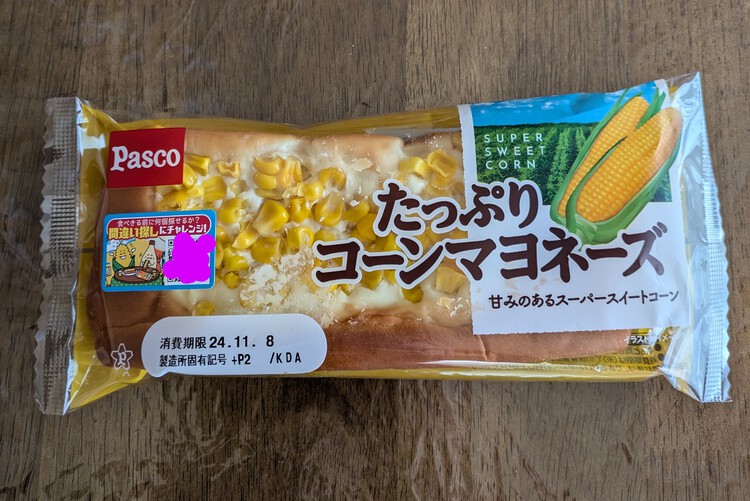 Pasco
SUPER
SWEET
CORN
たっぷり
コーンマヨネーズ
甘みのあるスーパースイートコーン
食べきる前に何個探せるか?
間違い探しにチャレンジ!
消費期限 24.11. 8
製造所固有記号 +P2 /KDA